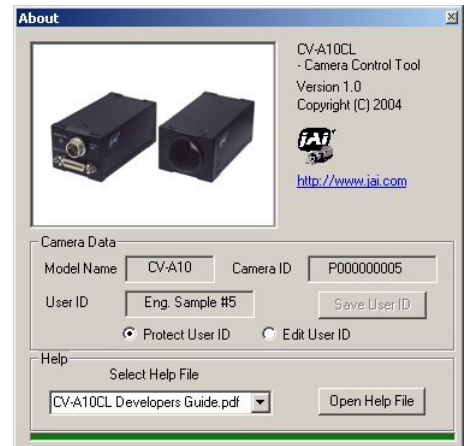 About
CV-A10CL
- Camera Control Tool
Version 1.0
Copyright (C) 2004
JAI
http://www.jai.com
Camera Data
Model Name CV-A10 Camera ID P000000005
User ID Eng. Sample #5 Save User ID
Protect User ID Edit User ID
Help
Select Help File
CV-A10CL Developers Guide.pdf Open Help File